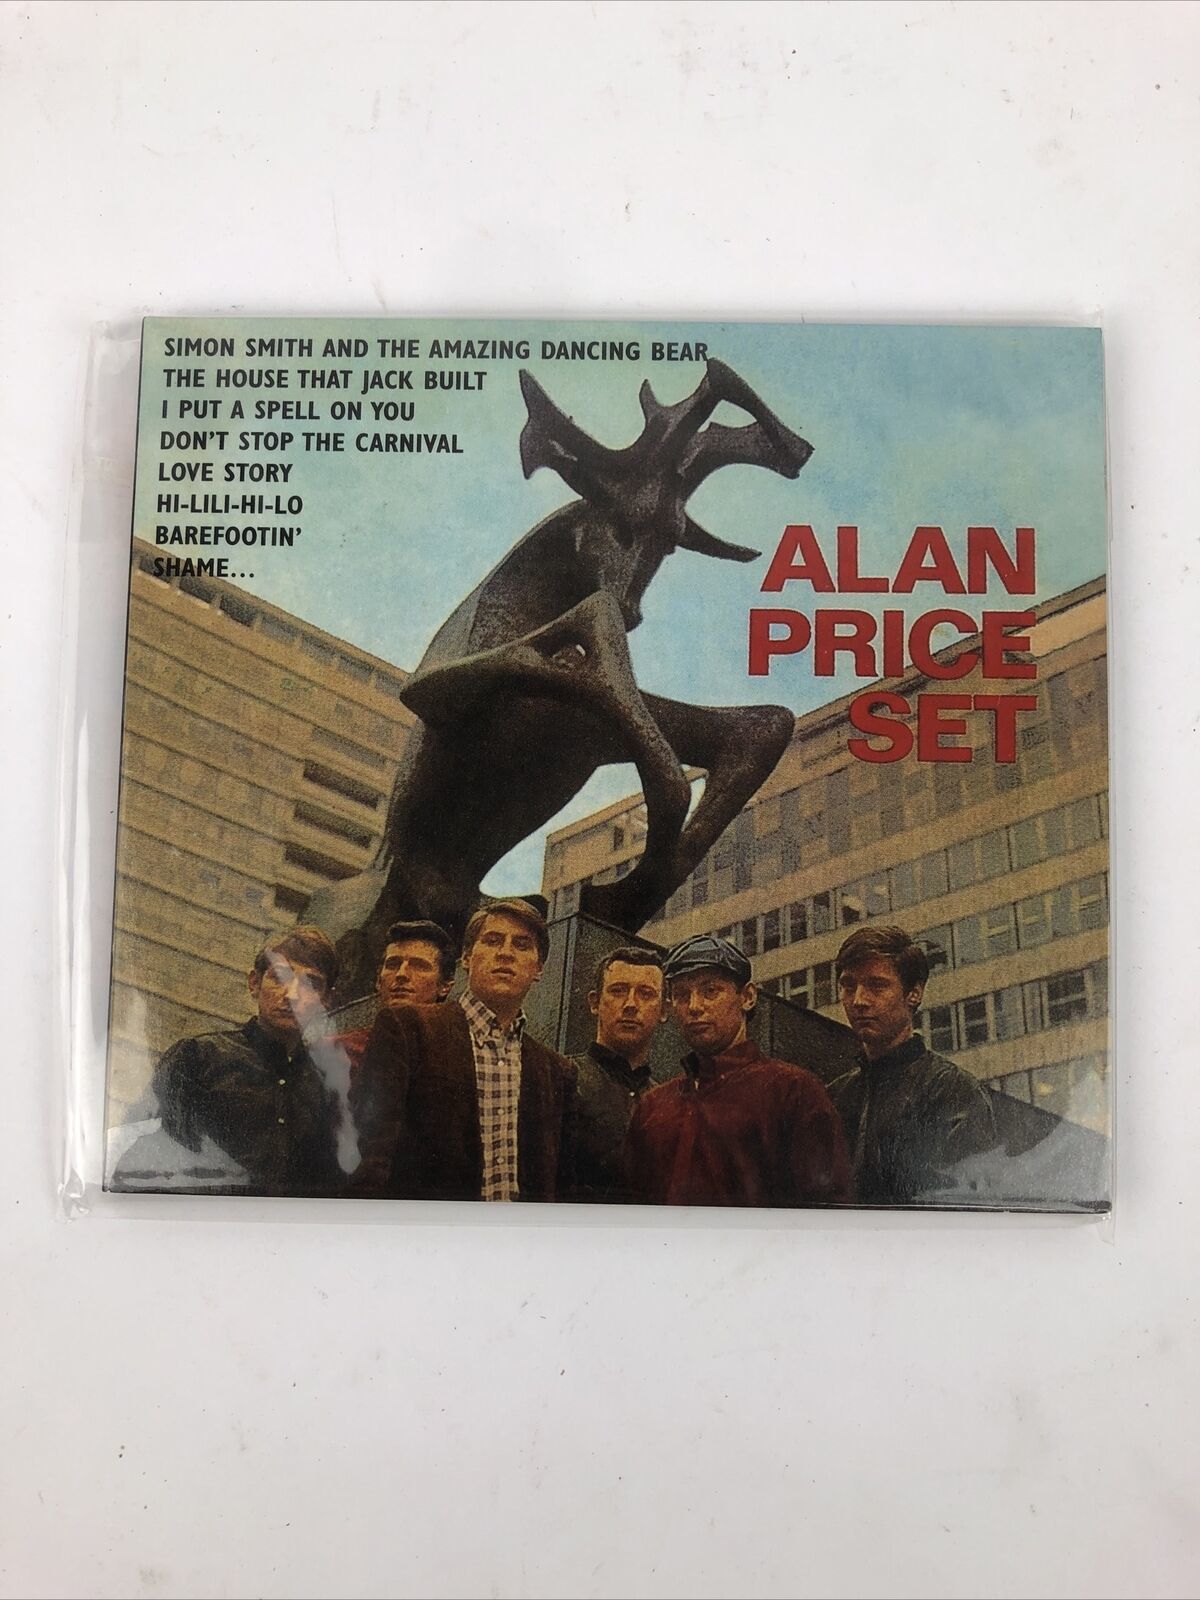 SIMON SMITH AND THE AMAZING DANCING BEAR
THE HOUSE THAT JACK BUILT
I PUT A SPELL ON YOU
DON'T STOP THE CARNIVAL
LOVE STORY
HI-LILI-HI-LO
BAREFOOTIN'
SHAME...
ALAN
PRICE
SET